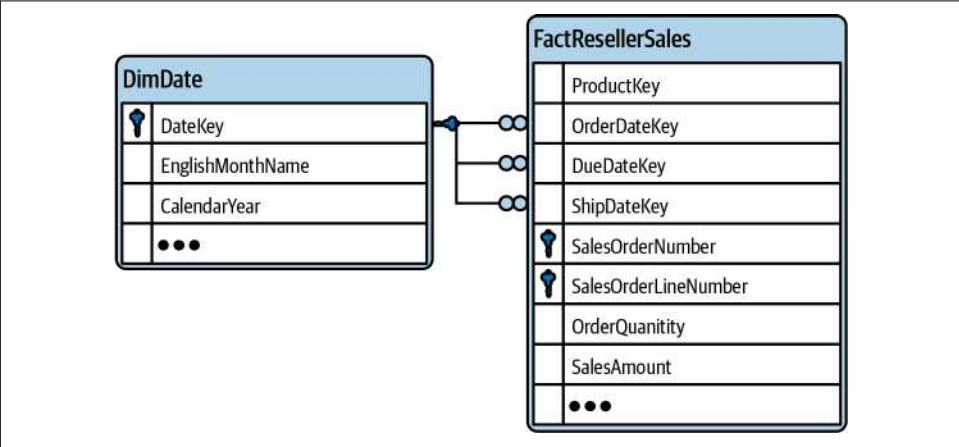 DimDate
DateKey
EnglishMonthName
CalendarYear
●●●
FactResellerSales
ProductKey
OrderDateKey
DueDateKey
ShipDateKey
SalesOrderNumber
SalesOrderLineNumber
OrderQuanitity
SalesAmount
●●●